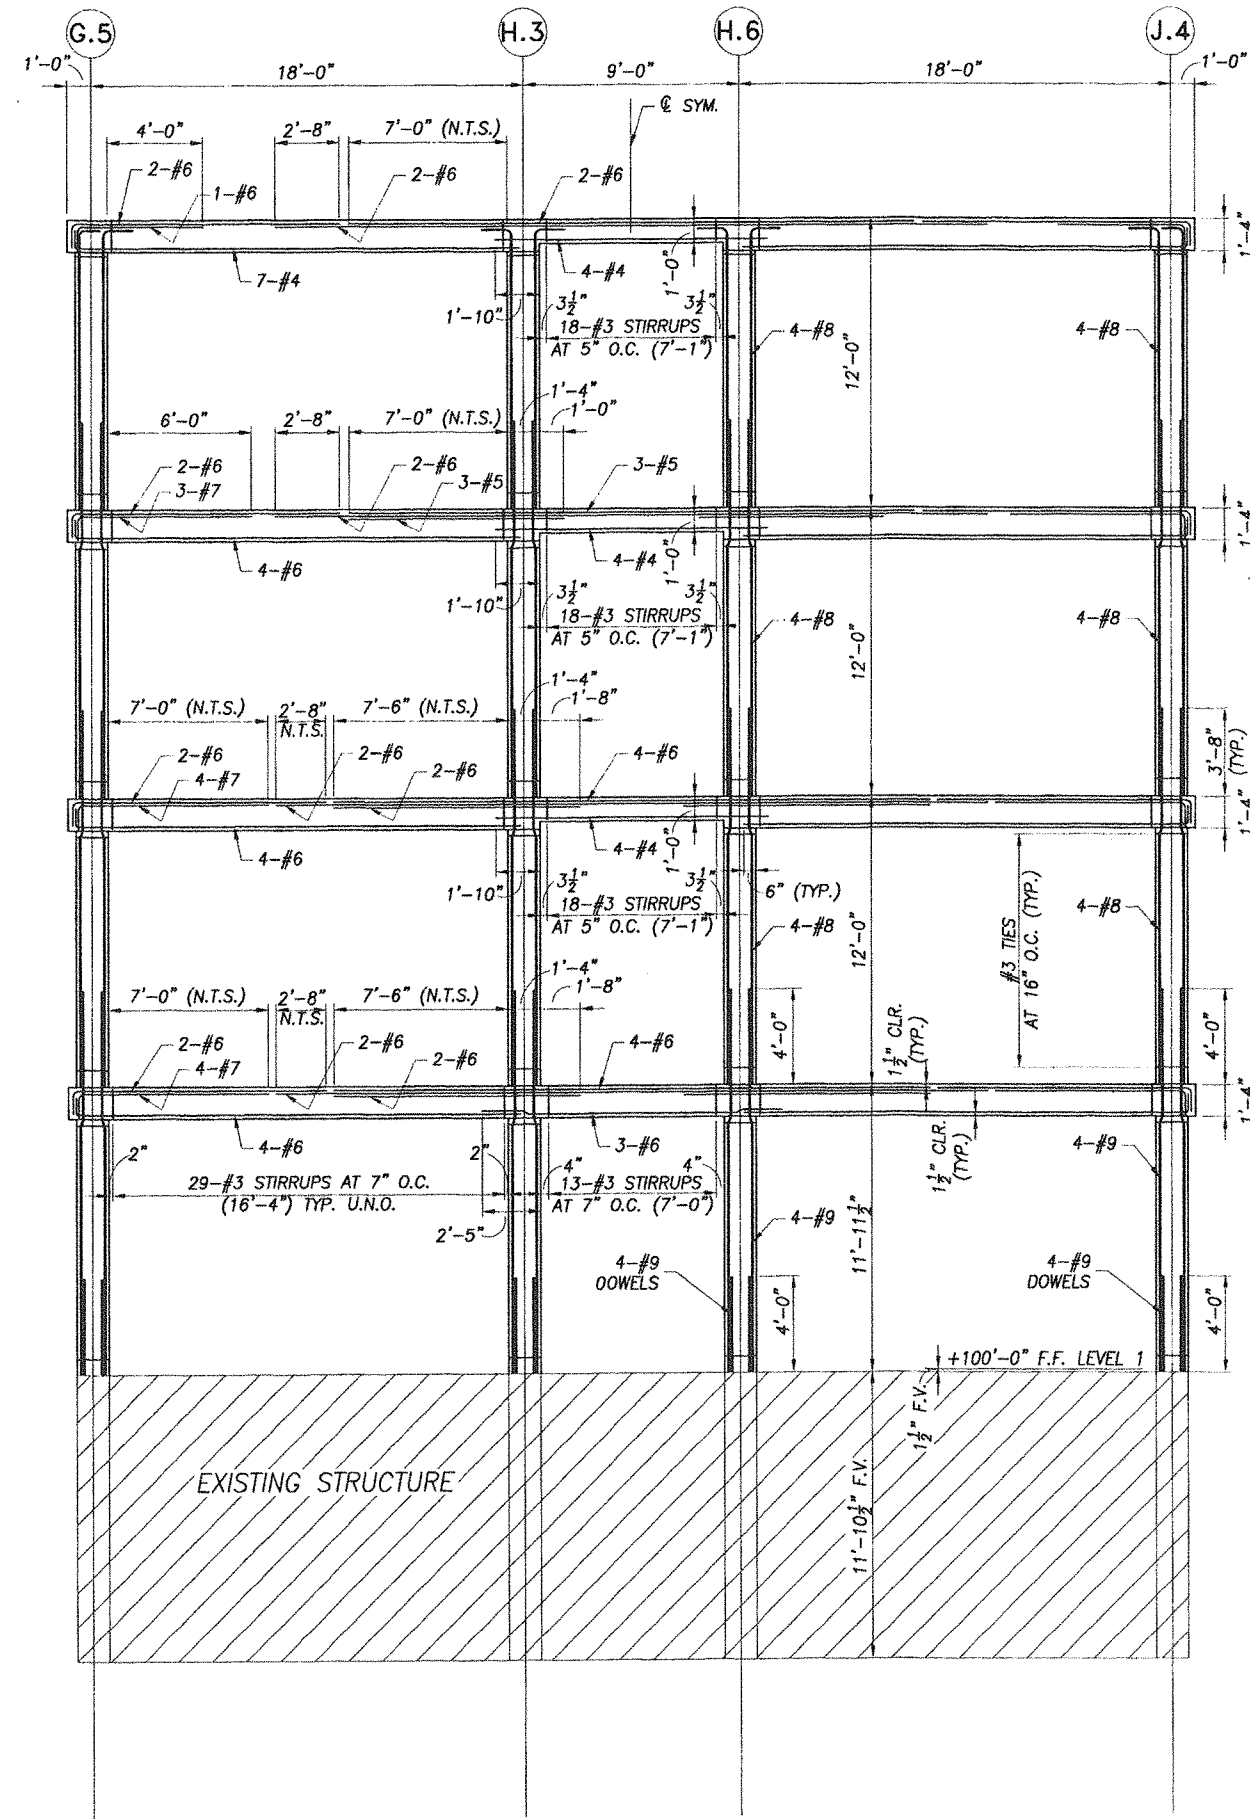 G.5
H.3
H.6
J.4
1'-0"
18'-0"
9'-0"
18'-0"
1'-0"
℄ SYM.
4'-0"
2'-8"
7'-0" (N.T.S.)
2-#6
1-#6
2-#6
2-#6
1'-4"
7-#4
4-#4
1'-0"
1'-10"
3½"
3½"
18-#3 STIRRUPS
AT 5" O.C. (7'-1")
4-#8
4-#8
12'-0"
1'-4"
1'-0"
6'-0"
2'-8"
7'-0" (N.T.S.)
2-#6
3-#7
2-#6
3-#5
3-#5
1'-4"
4-#6
4-#4
1'-0"
1'-10"
3½"
3½"
18-#3 STIRRUPS
AT 5" O.C. (7'-1")
4-#8
4-#8
12'-0"
1'-4"
1'-8"
7'-0" (N.T.S.)
2'-8"
N.T.S.
7'-6" (N.T.S.)
2-#6
4-#7
2-#6
2-#6
4-#6
3'-8"
(TYP.)
1'-4"
4-#6
4-#4
1'-0"
1'-10"
3½"
3½"
6" (TYP.)
18-#3 STIRRUPS
AT 5" O.C. (7'-1")
4-#8
4-#8
12'-0"
#3 TIES
AT 16" O.C. (TYP.)
1'-4"
1'-8"
7'-0" (N.T.S.)
2'-8"
N.T.S.
7'-6" (N.T.S.)
2-#6
4-#7
2-#6
2-#6
4-#6
4'-0"
1½" CLR.
(TYP.)
4'-0"
1'-4"
4-#6
3-#6
1½" CLR.
(TYP.)
4-#9
2"
2"
4"
4"
29-#3 STIRRUPS AT 7" O.C.
(16'-4") TYP. U.N.O.
13-#3 STIRRUPS
AT 7" O.C. (7'-0")
2'-5"
4-#9
11'-11½"
4-#9
DOWELS
4-#9
DOWELS
4'-0"
4'-0"
+100'-0" F.F. LEVEL 1
1½" F.V.
EXISTING STRUCTURE
11'-10½" F.V.